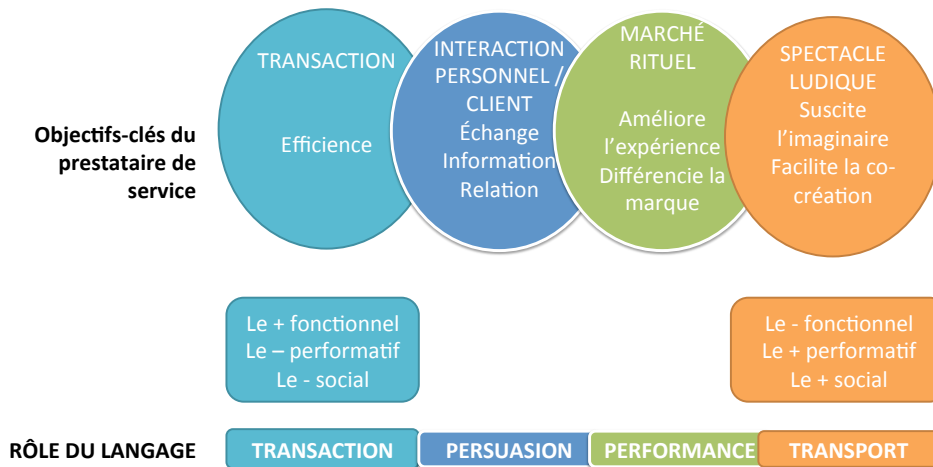 TRANSACTION
Efficience
INTERACTION
PERSONNEL /
CLIENT
Échange
Information
Relation
MARCHÉ
RITUEL
Améliore
l’expérience
Différencie la
marque
SPECTACLE
LUDIQUE
Suscite
l’imaginaire
Facilite la co-
création
Objectifs-clés du
prestataire de
service
Le + fonctionnel
Le – performatif
Le - social
Le - fonctionnel
Le + performatif
Le + social
RÔLE DU LANGAGE
TRANSACTION
PERSUASION
PERFORMANCE
TRANSPORT